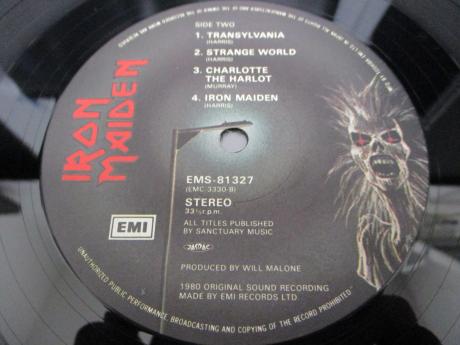 IRON
MAIDEN
SIDE TWO
1. TRANSYLVANIA
(HARRIS)
2. STRANGE WORLD
(HARRIS)
3. CHARLOTTE
THE HARLOT
(MURRAY)
4. IRON MAIDEN
(HARRIS)
EMS-81327
(EMC 3330-B)
STEREO
33⅓ r.p.m.
ALL TITLES PUBLISHED
BY SANCTUARY MUSIC
JASRAC
EMI
PRODUCED BY WILL MALONE
1980 ORIGINAL SOUND RECORDING
MADE BY EMI RECORDS LTD.
UNAUTHORIZED PUBLIC PERFORMANCE, BROADCASTING AND COPYING OF THE RECORD PROHIBITED